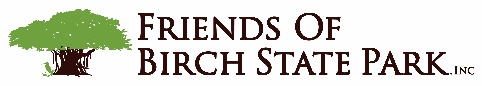 Friends Of
Birch State Park.Inc